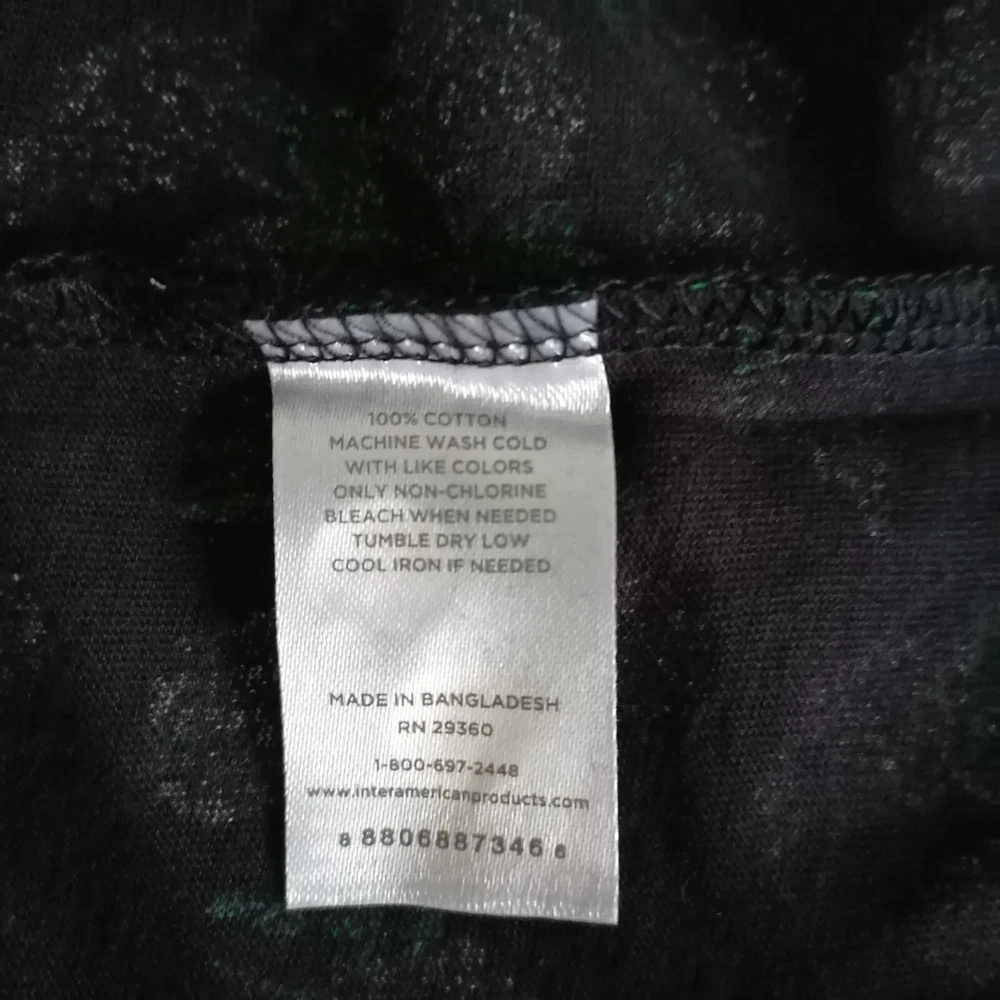 100% COTTON
MACHINE WASH COLD
WITH LIKE COLORS
ONLY NON-CHLORINE
BLEACH WHEN NEEDED
TUMBLE DRY LOW
COOL IRON IF NEEDED
MADE IN BANGLADESH
RN 29360
1-800-697-2448
www.interamericanproducts.com
8 8806887346 8